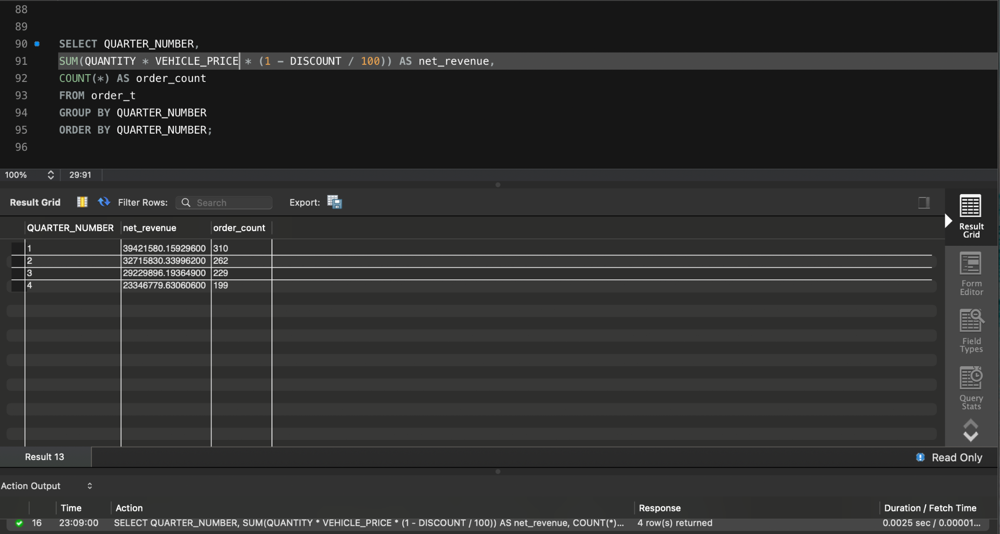 88
89
90 SELECT QUARTER_NUMBER,
91 SUM(QUANTITY * VEHICLE_PRICE * (1 - DISCOUNT / 100)) AS net_revenue,
92 COUNT(*) AS order_count
93 FROM order_t
94 GROUP BY QUARTER_NUMBER
95 ORDER BY QUARTER_NUMBER;
96
100% 29:91
Result Grid Filter Rows: Search Export:
QUARTER_NUMBER net_revenue order_count
1 39421580.15929600 310
2 32715830.33996200 262
3 29229896.19364900 229
4 23346779.63060600 199
Result
Grid
Form
Editor
Field
Types
Query
Stats
Result 13 Read Only
Action Output
Time Action Response Duration / Fetch Time
16 23:09:00 SELECT QUARTER_NUMBER, SUM(QUANTITY * VEHICLE_PRICE * (1 - DISCOUNT / 100)) AS net_revenue, COUNT(*)... 4 row(s) returned 0.0025 sec / 0.00001...